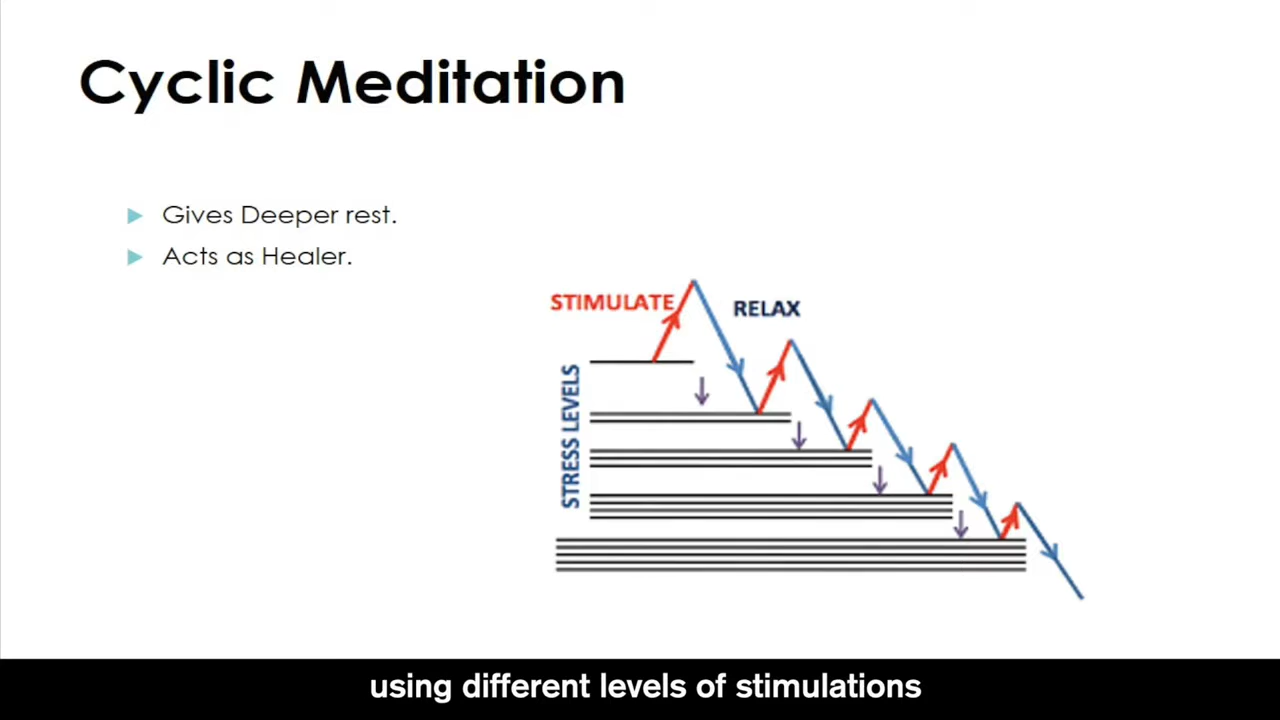 Cyclic Meditation
Gives Deeper rest.
Acts as Healer.
STIMULATE
RELAX
STRESS LEVELS
using different levels of stimulations